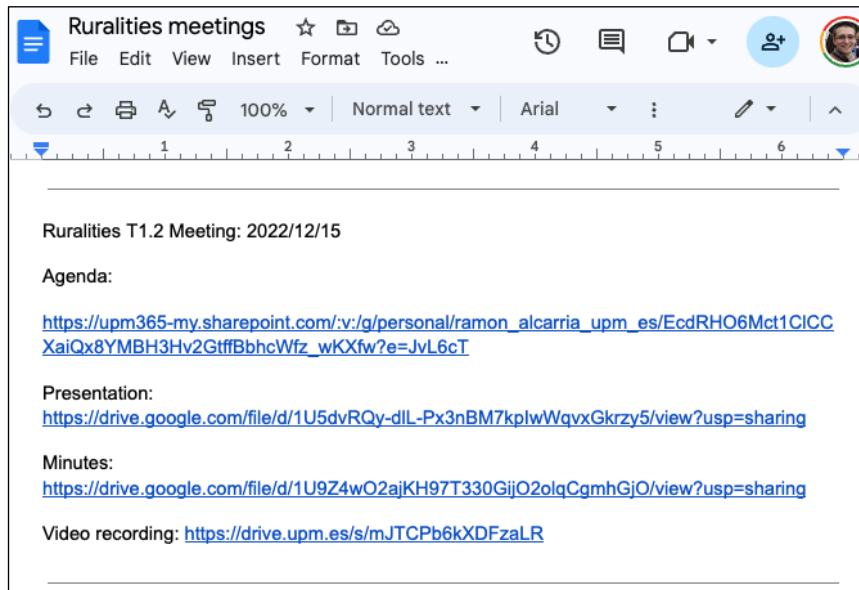 Ruralities meetings
File Edit View Insert Format Tools ...
100% Normal text Arial
1 2 3 4 5 6
Ruralities T1.2 Meeting: 2022/12/15
Agenda:
https://upm365-my.sharepoint.com/:v:/g/personal/ramon_alcarria_upm_es/EcdRHO6Mct1ClCC
XaiQx8YMBH3Hv2GtffBbhcWfz_wKXfw?e=JvL6cT
Presentation:
https://drive.google.com/file/d/1U5dvRQy-dlL-Px3nBM7kpIwWqvxGkrzy5/view?usp=sharing
Minutes:
https://drive.google.com/file/d/1U9Z4wO2ajKH97T330GijO2olqCgmhGjO/view?usp=sharing
Video recording: https://drive.upm.es/s/mJTCPb6kXDFzaLR